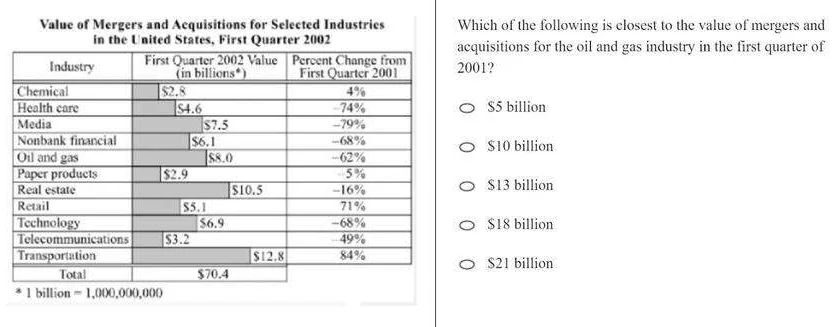 Value of Mergers and Acquisitions for Selected Industries
in the United States, First Quarter 2002
Industry First Quarter 2002 Value (in billions*) Percent Change from First Quarter 2001
Chemical $2.8 4%
Health care $4.6 -74%
Media $7.5 -79%
Nonbank financial $6.1 -68%
Oil and gas $8.0 -62%
Paper products $2.9 -5%
Real estate $10.5 -16%
Retail $5.1 71%
Technology $6.9 -68%
Telecommunications $3.2 -49%
Transportation $12.8 84%
Total $70.4
* 1 billion = 1,000,000,000
Which of the following is closest to the value of mergers and
acquisitions for the oil and gas industry in the first quarter of
2001?
$5 billion
$10 billion
$13 billion
$18 billion
$21 billion